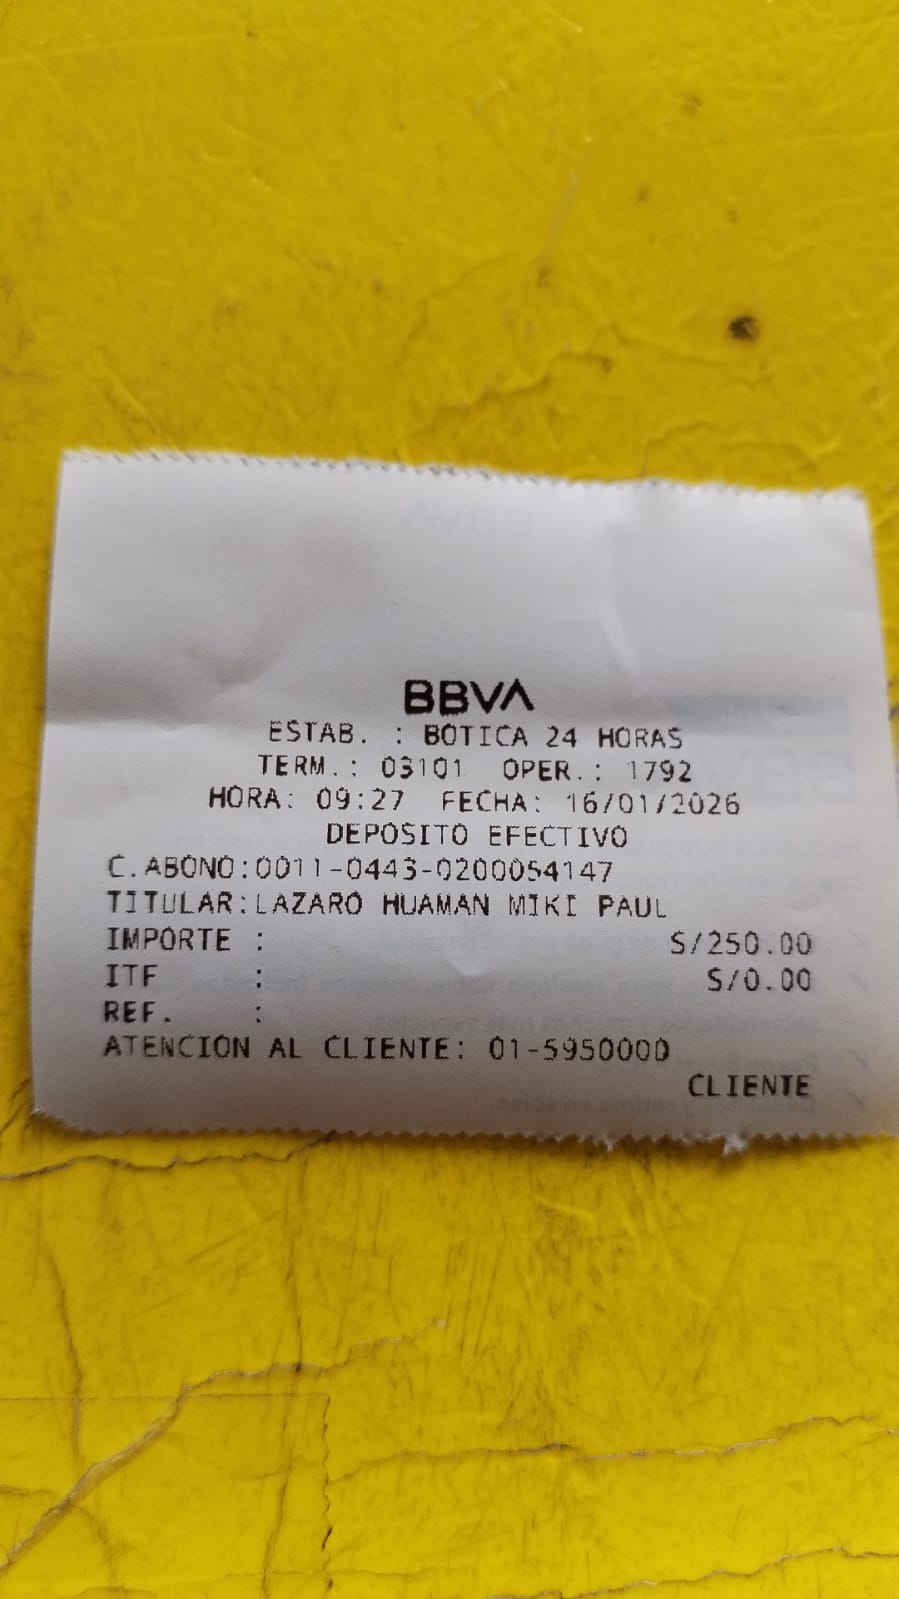 BBVA
ESTAB. : BOTICA 24 HORAS
TERM.: 03101 OPER.: 1792
HORA: 09:27 FECHA: 16/01/2026
DEPOSITO EFECTIVO
C.ABONO:0011-0443-0200054147
TITULAR:LAZARO HUAMAN MIKI PAUL
IMPORTE : S/250.00
ITF : S/0.00
REF. :
ATENCION AL CLIENTE: 01-5950000
CLIENTE